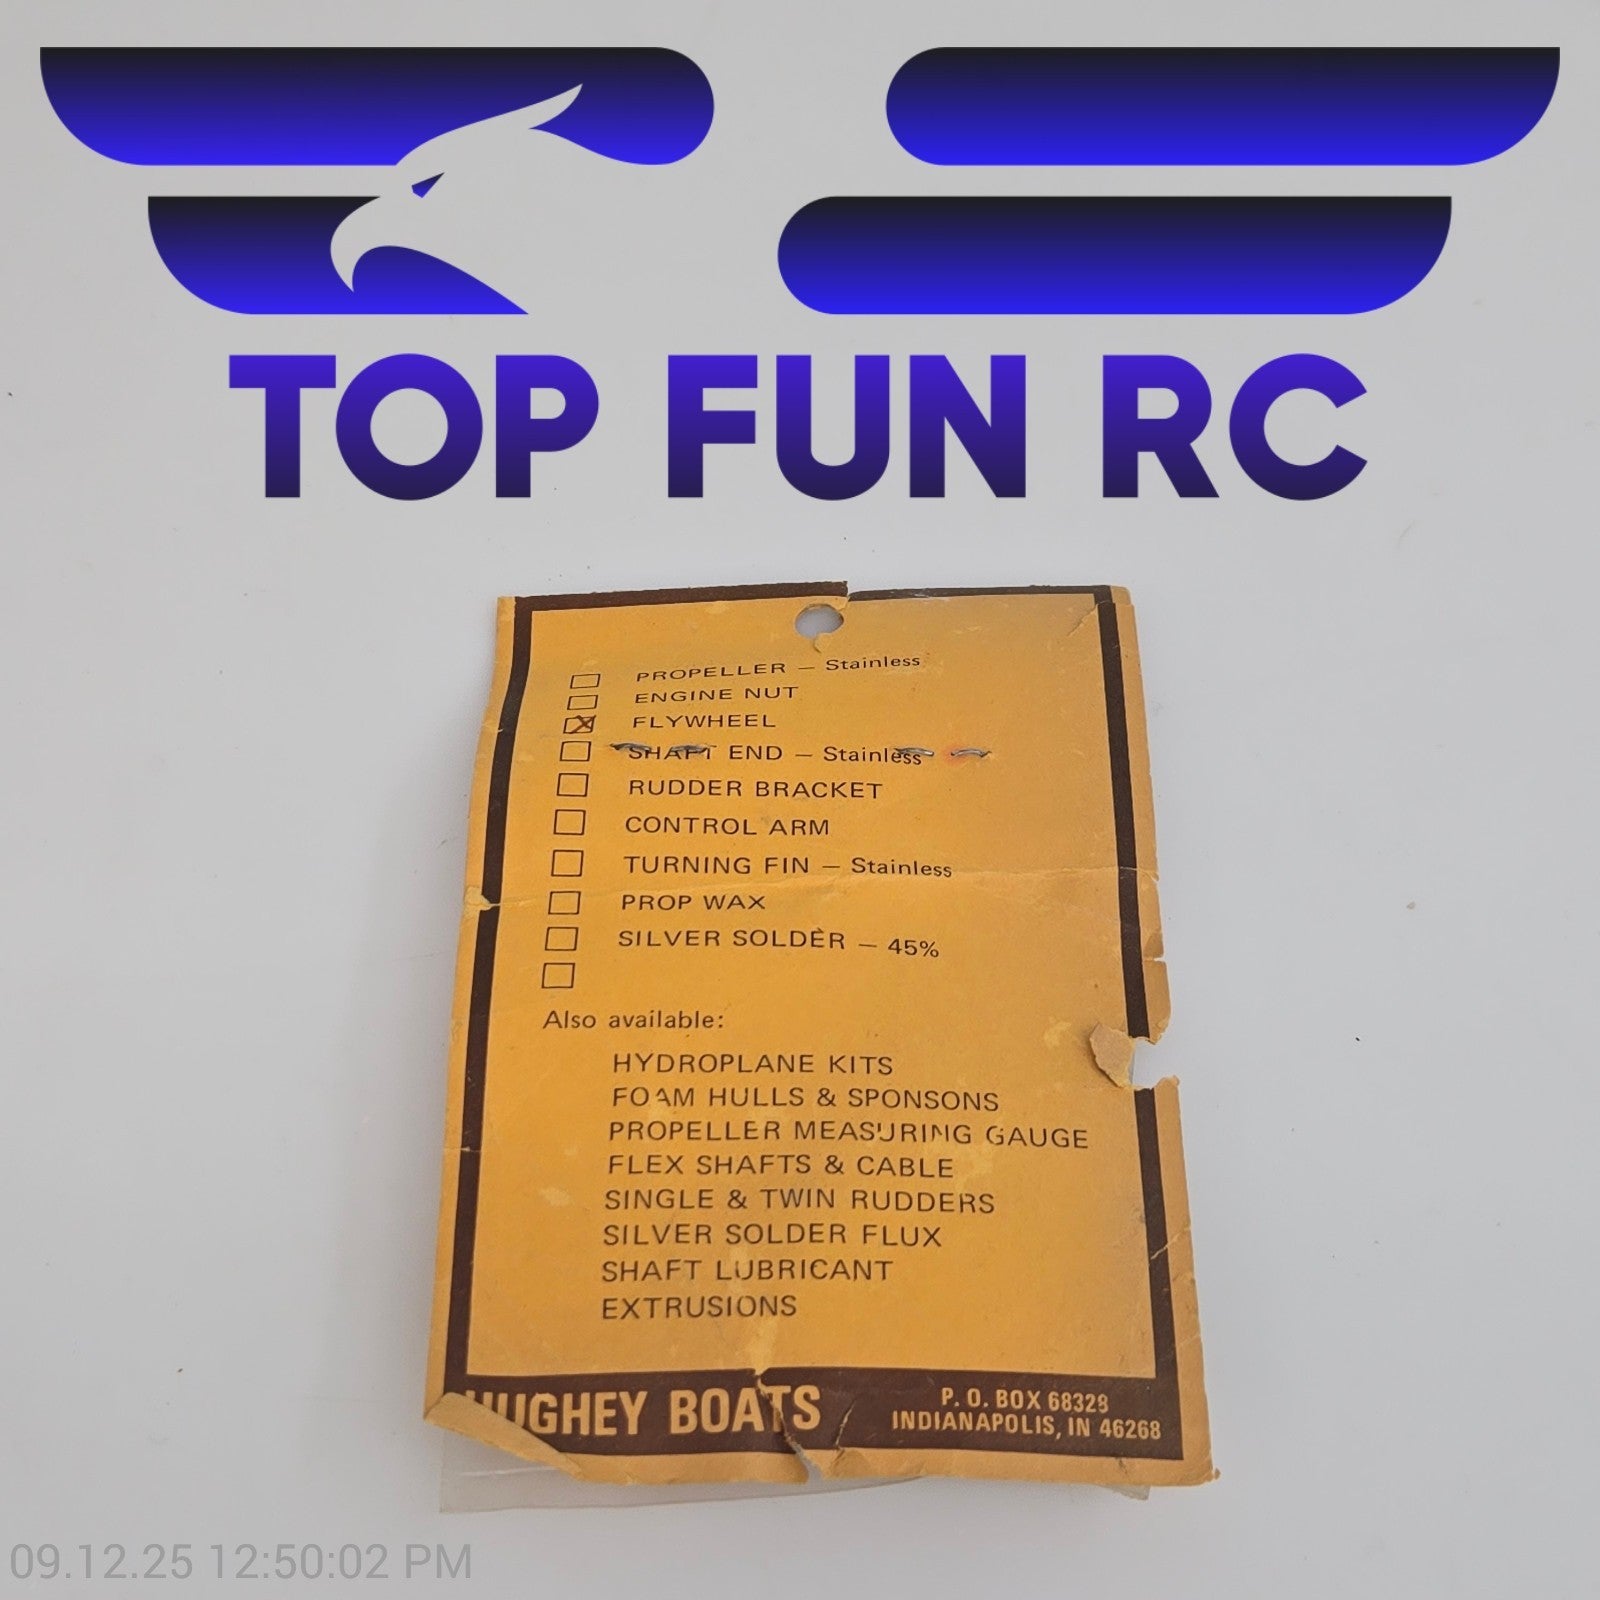 TOP FUN RC
PROPELLER — Stainless
ENGINE NUT
FLYWHEEL
SHAFT END — Stainless
RUDDER BRACKET
CONTROL ARM
TURNING FIN — Stainless
PROP WAX
SILVER SOLDER — 45%
Also available:
HYDROPLANE KITS
FOAM HULLS & SPONSONS
PROPELLER MEASURING GAUGE
FLEX SHAFTS & CABLE
SINGLE & TWIN RUDDERS
SILVER SOLDER FLUX
SHAFT LUBRICANT
EXTRUSIONS
HUGHEY BOATS
P. O. BOX 68328
INDIANAPOLIS, IN 46268
09.12.25 12:50:02 PM